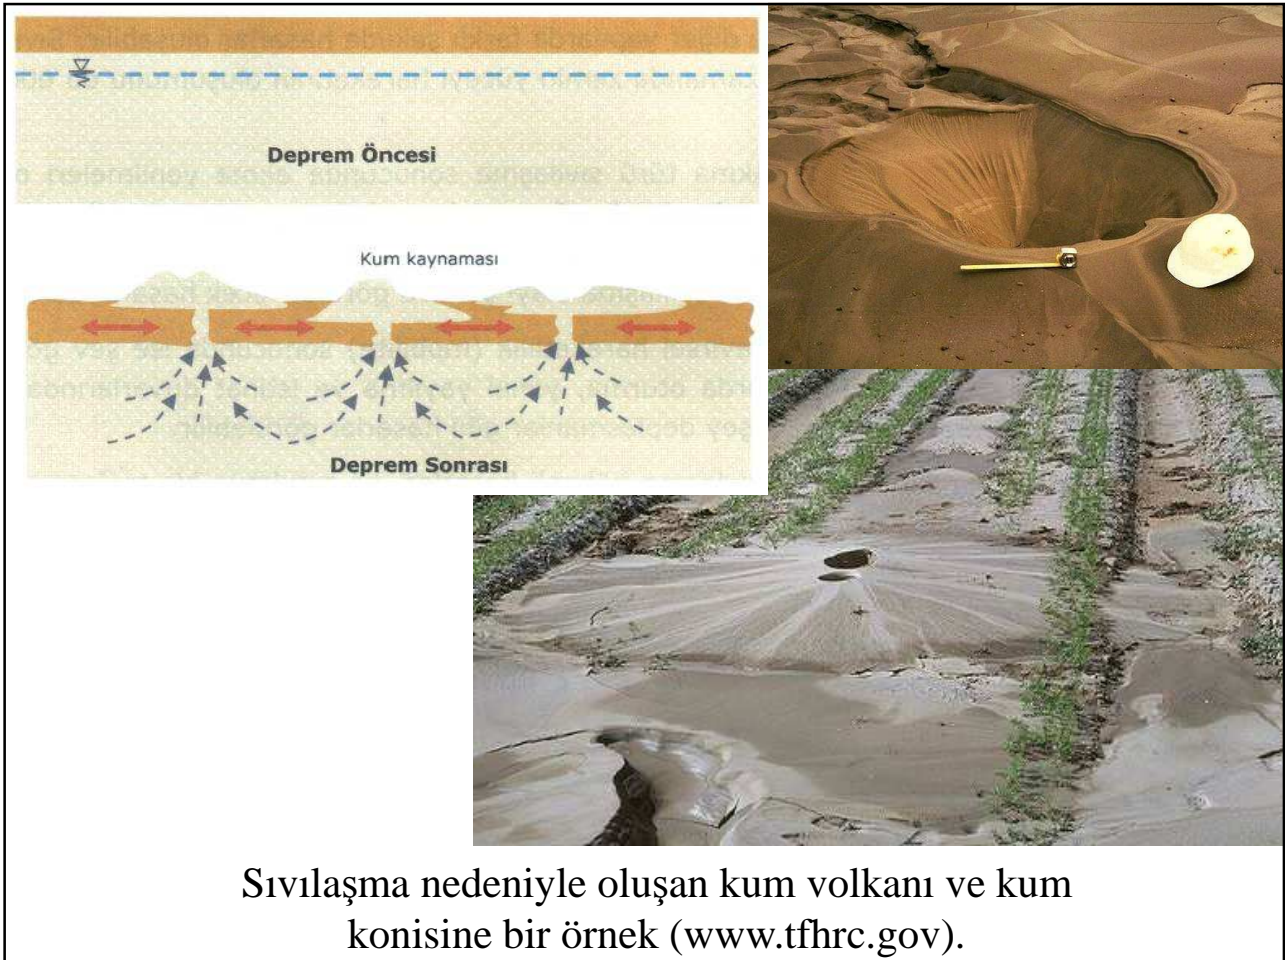 Deprem Öncesi
Kum kaynaması
Deprem Sonrası
Sıvılaşma nedeniyle oluşan kum volkanı ve kum
konisine bir örnek (www.tfhrc.gov).